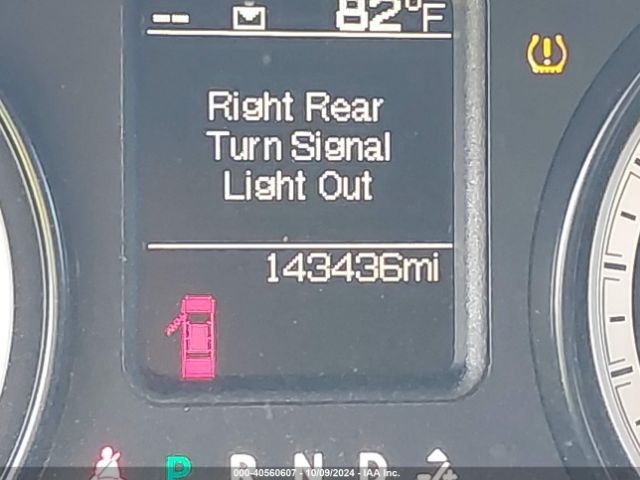 -- 82°F
Right Rear
Turn Signal
Light Out
143436mi
P R N D
000-40560607 - 10/09/2024 - IAA Inc.